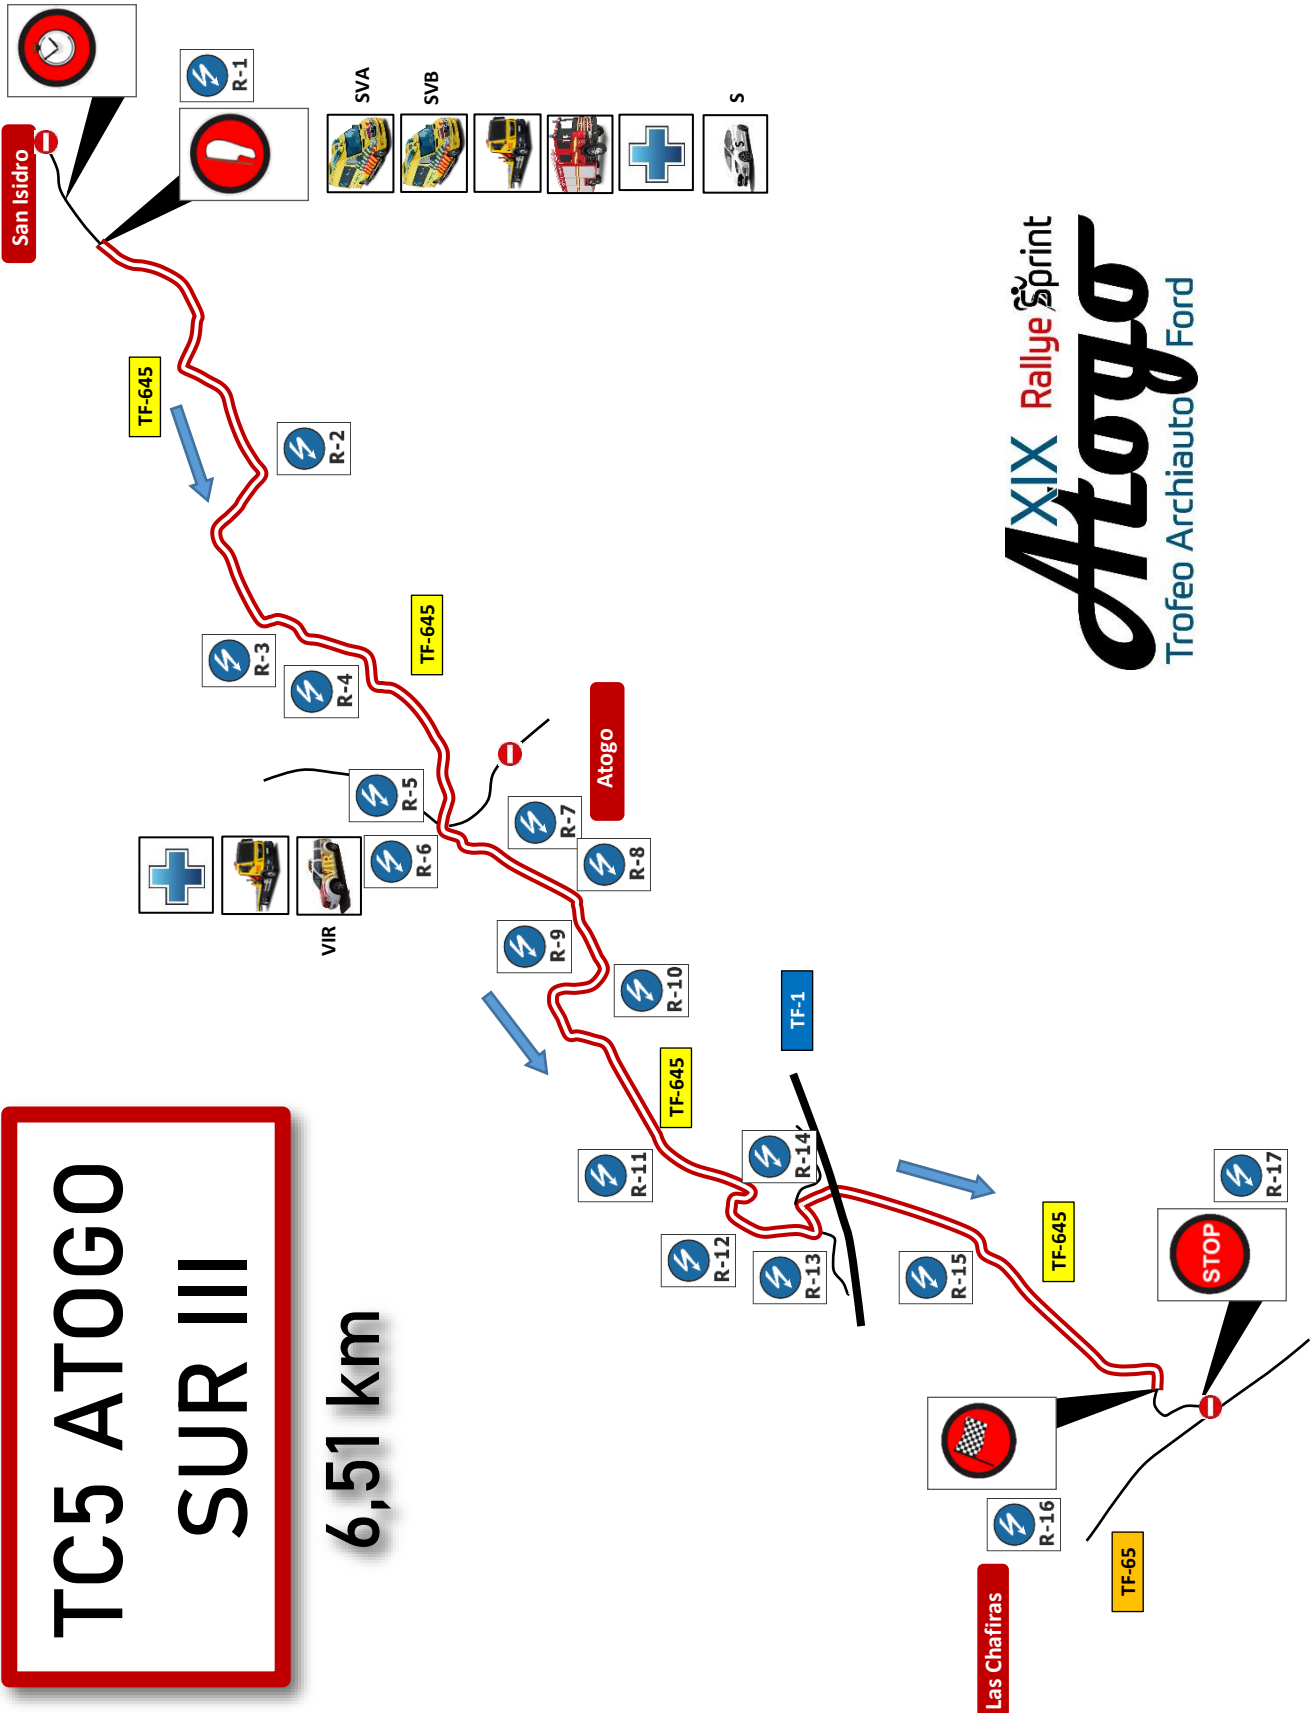 TC5 ATOGO
SUR III
6,51 km
San Isidro
R-1
SVA
SVB
S
TF-645
R-2
R-3
R-4
TF-645
R-5
R-6
VIR
R-7
R-8
Atogo
R-9
R-10
TF-1
TF-645
R-11
R-12
R-13
R-14
R-15
TF-645
STOP
R-17
R-16
TF-65
Las Chafiras
XIX Rallye Sprint
Atogo
Trofeo Archiauto Ford